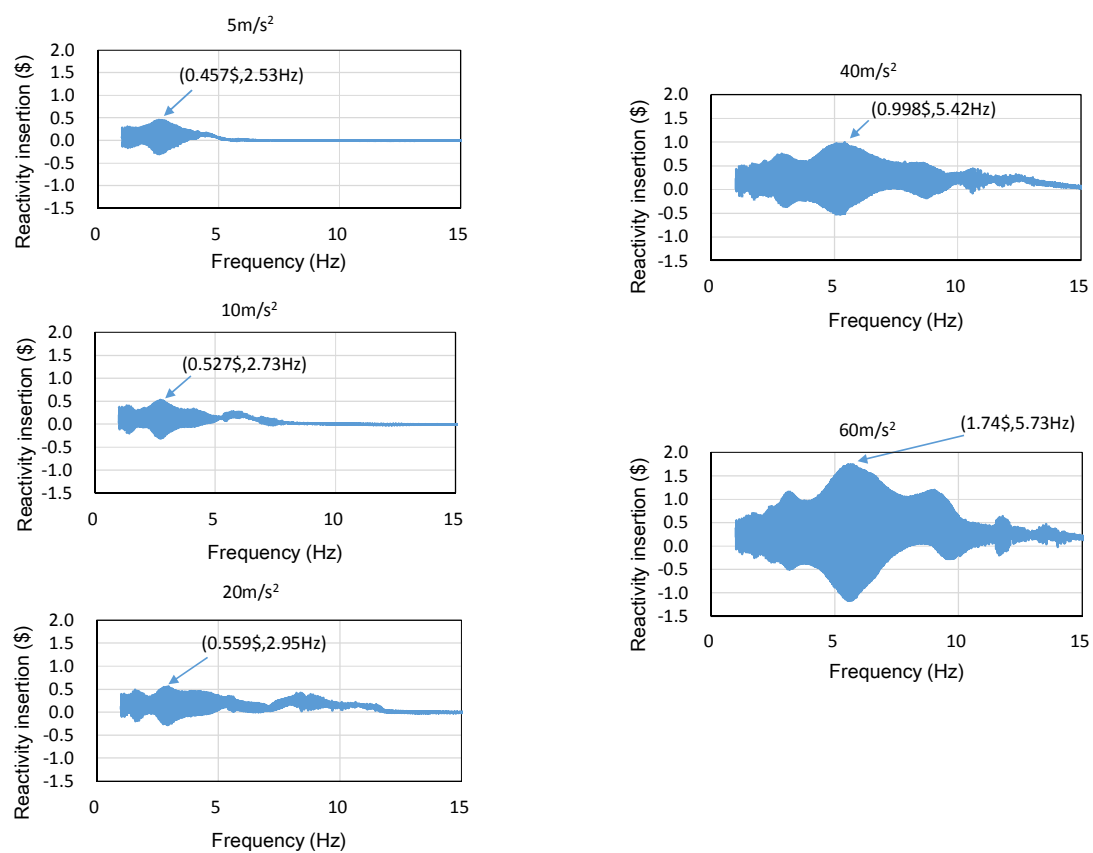 5m/s²
Reactivity insertion ($)
2.0
1.5
1.0
0.5
0.0
-0.5
-1.0
-1.5
(0.457$,2.53Hz)
0 5 10 15
Frequency (Hz)
10m/s²
Reactivity insertion ($)
2.0
1.5
1.0
0.5
0.0
-0.5
-1.0
-1.5
(0.527$,2.73Hz)
0 5 10 15
Frequency (Hz)
20m/s²
Reactivity insertion ($)
2.0
1.5
1.0
0.5
0.0
-0.5
-1.0
-1.5
(0.559$,2.95Hz)
0 5 10 15
Frequency (Hz)
40m/s²
Reactivity insertion ($)
2.0
1.5
1.0
0.5
0.0
-0.5
-1.0
-1.5
(0.998$,5.42Hz)
0 5 10 15
Frequency (Hz)
60m/s²
Reactivity insertion ($)
2.0
1.5
1.0
0.5
0.0
-0.5
-1.0
-1.5
(1.74$,5.73Hz)
0 5 10 15
Frequency (Hz)